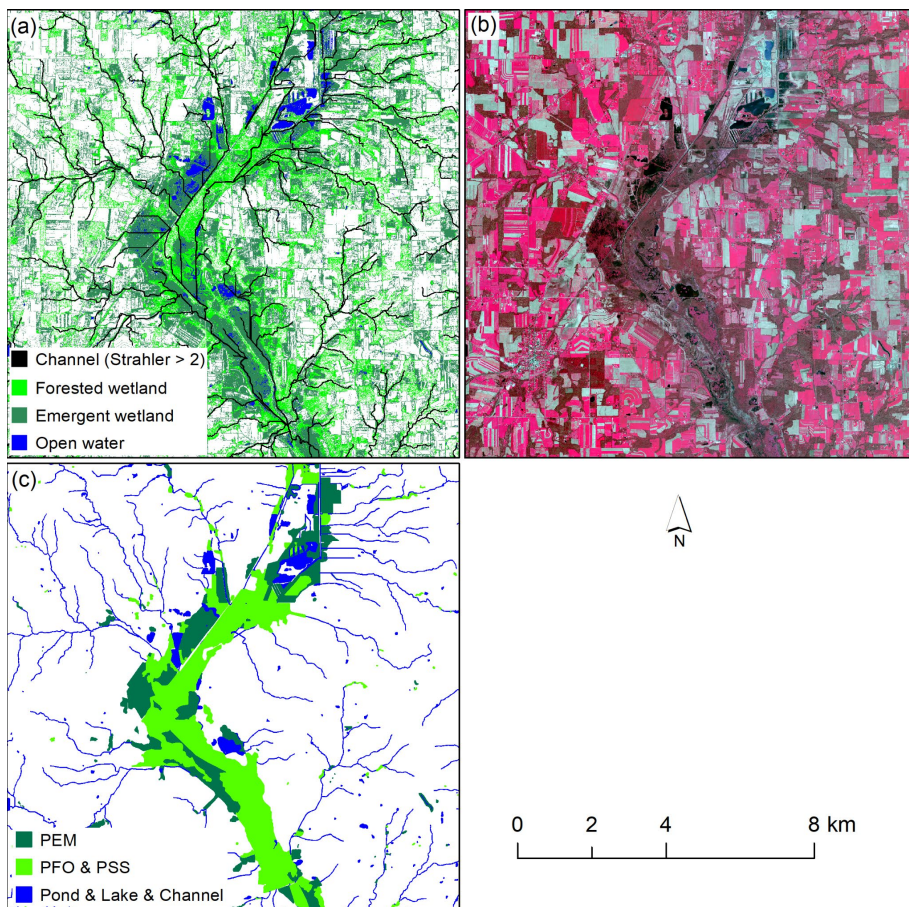 (a)
(b)
Channel (Strahler > 2)
Forested wetland
Emergent wetland
Open water
(c)
N
0 2 4 8 km
PEM
PFO & PSS
Pond & Lake & Channel